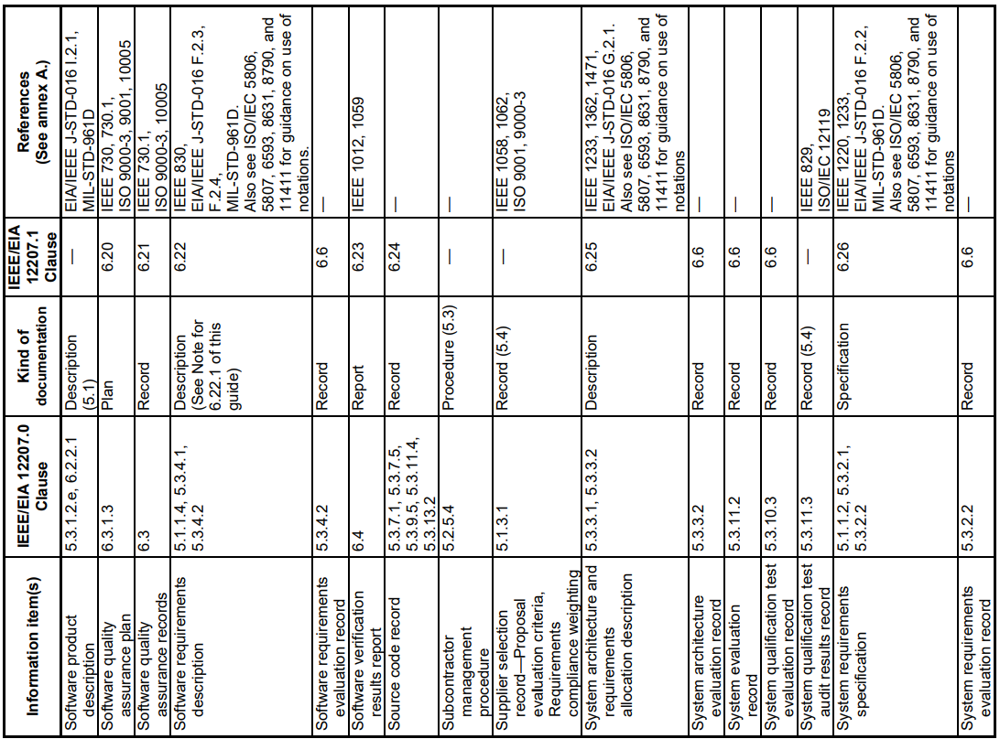 Information item(s)
IEEE/EIA 12207.0
Clause
Kind of
documentation
IEEE/EIA
12207.1
Clause
References
(See annex A.)
Software product
description
5.3.1.2.e, 6.2.2.1
Description
(5.1)
—
EIA/IEEE J-STD-016 I.2.1,
MIL-STD-961D
Software quality
assurance plan
6.3.1.3
Plan
6.20
IEEE 730, 730.1,
ISO 9000-3, 9001, 10005
Software quality
assurance records
6.3
Record
6.21
IEEE 730.1,
ISO 9000-3, 10005
Software requirements
description
5.1.1.4, 5.3.4.1,
5.3.4.2
Description
(See Note for
6.22.1 of this
guide)
6.22
IEEE 830,
EIA/IEEE J-STD-016 F.2.3,
F.2.4,
MIL-STD-961D.
Also see ISO/IEC 5806,
5807, 6593, 8631, 8790, and
11411 for guidance on use of
notations.
Software requirements
evaluation record
5.3.4.2
Record
6.6
—
Software verification
results report
6.4
Report
6.23
IEEE 1012, 1059
Source code record
5.3.7.1, 5.3.7.5,
5.3.9.5, 5.3.11.4,
5.3.13.2
Record
6.24
—
Subcontractor
management
procedure
5.2.5.4
Procedure (5.3)
—
—
Supplier selection
record—Proposal
evaluation criteria,
Requirements
compliance weighting
5.1.3.1
Record (5.4)
—
IEEE 1058, 1062,
ISO 9001, 9000-3
System architecture and
requirements
allocation description
5.3.3.1, 5.3.3.2
Description
6.25
IEEE 1233, 1362, 1471,
EIA/IEEE J-STD-016 G.2.1.
Also see ISO/IEC 5806,
5807, 6593, 8631, 8790, and
11411 for guidance on use of
notations
System architecture
evaluation record
5.3.3.2
Record
6.6
—
System evaluation
record
5.3.11.2
Record
6.6
—
System qualification test
evaluation record
5.3.10.3
Record
6.6
—
System qualification test
audit results record
5.3.11.3
Record (5.4)
—
IEEE 829,
ISO/IEC 12119
System requirements
specification
5.1.1.2, 5.3.2.1,
5.3.2.2
Specification
6.26
IEEE 1220, 1233,
EIA/IEEE J-STD-016 F.2.2,
MIL-STD-961D.
Also see ISO/IEC 5806,
5807, 6593, 8631, 8790, and
11411 for guidance on use of
notations
System requirements
evaluation record
5.3.2.2
Record
6.6
—